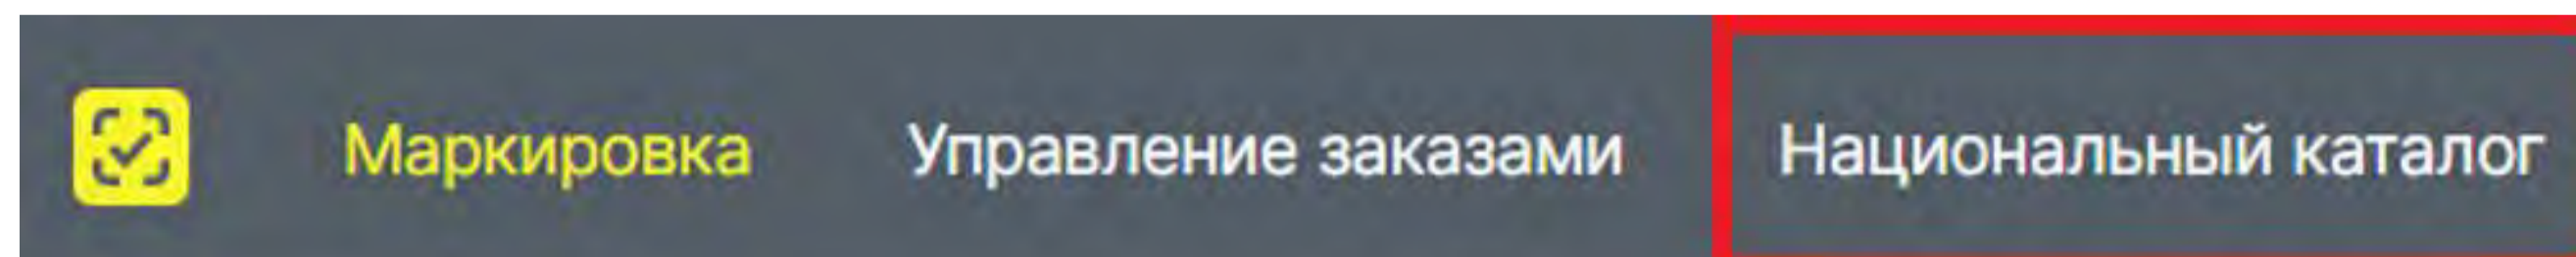 Маркировка Управление заказами Национальный каталог